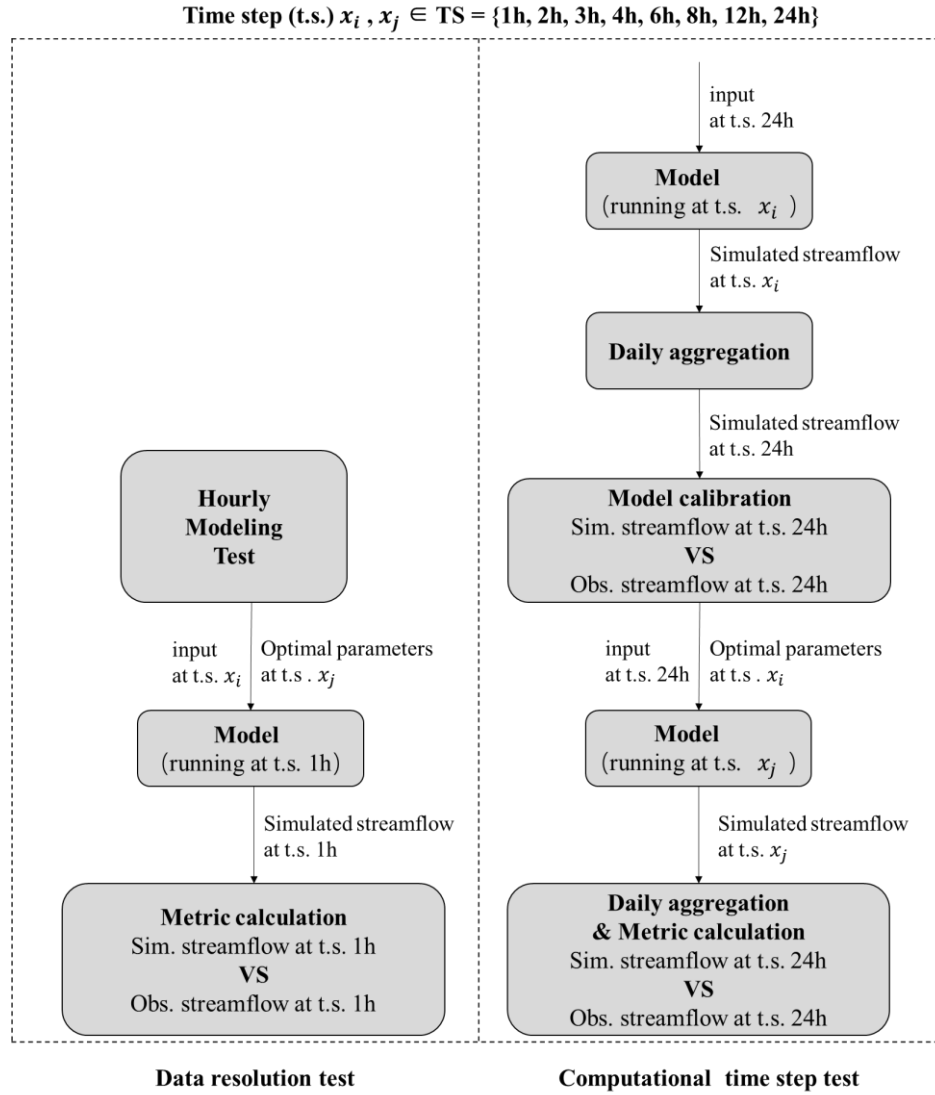 Time step (t.s.) 𝑥ᵢ , 𝑥ⱼ ∈ TS = {1h, 2h, 3h, 4h, 6h, 8h, 12h, 24h}
Hourly
Modeling
Test
input
at t.s. 𝑥ᵢ
Optimal parameters
at t.s . 𝑥ⱼ
Model
(running at t.s. 1h)
Simulated streamflow
at t.s. 1h
Metric calculation
Sim. streamflow at t.s. 1h
VS
Obs. streamflow at t.s. 1h
Data resolution test
input
at t.s. 24h
Model
(running at t.s. 𝑥ᵢ )
Simulated streamflow
at t.s. 𝑥ᵢ
Daily aggregation
Simulated streamflow
at t.s. 24h
Model calibration
Sim. streamflow at t.s. 24h
VS
Obs. streamflow at t.s. 24h
input
at t.s. 24h
Optimal parameters
at t.s . 𝑥ᵢ
Model
(running at t.s. 𝑥ⱼ )
Simulated streamflow
at t.s. 𝑥ⱼ
Daily aggregation
& Metric calculation
Sim. streamflow at t.s. 24h
VS
Obs. streamflow at t.s. 24h
Computational time step test